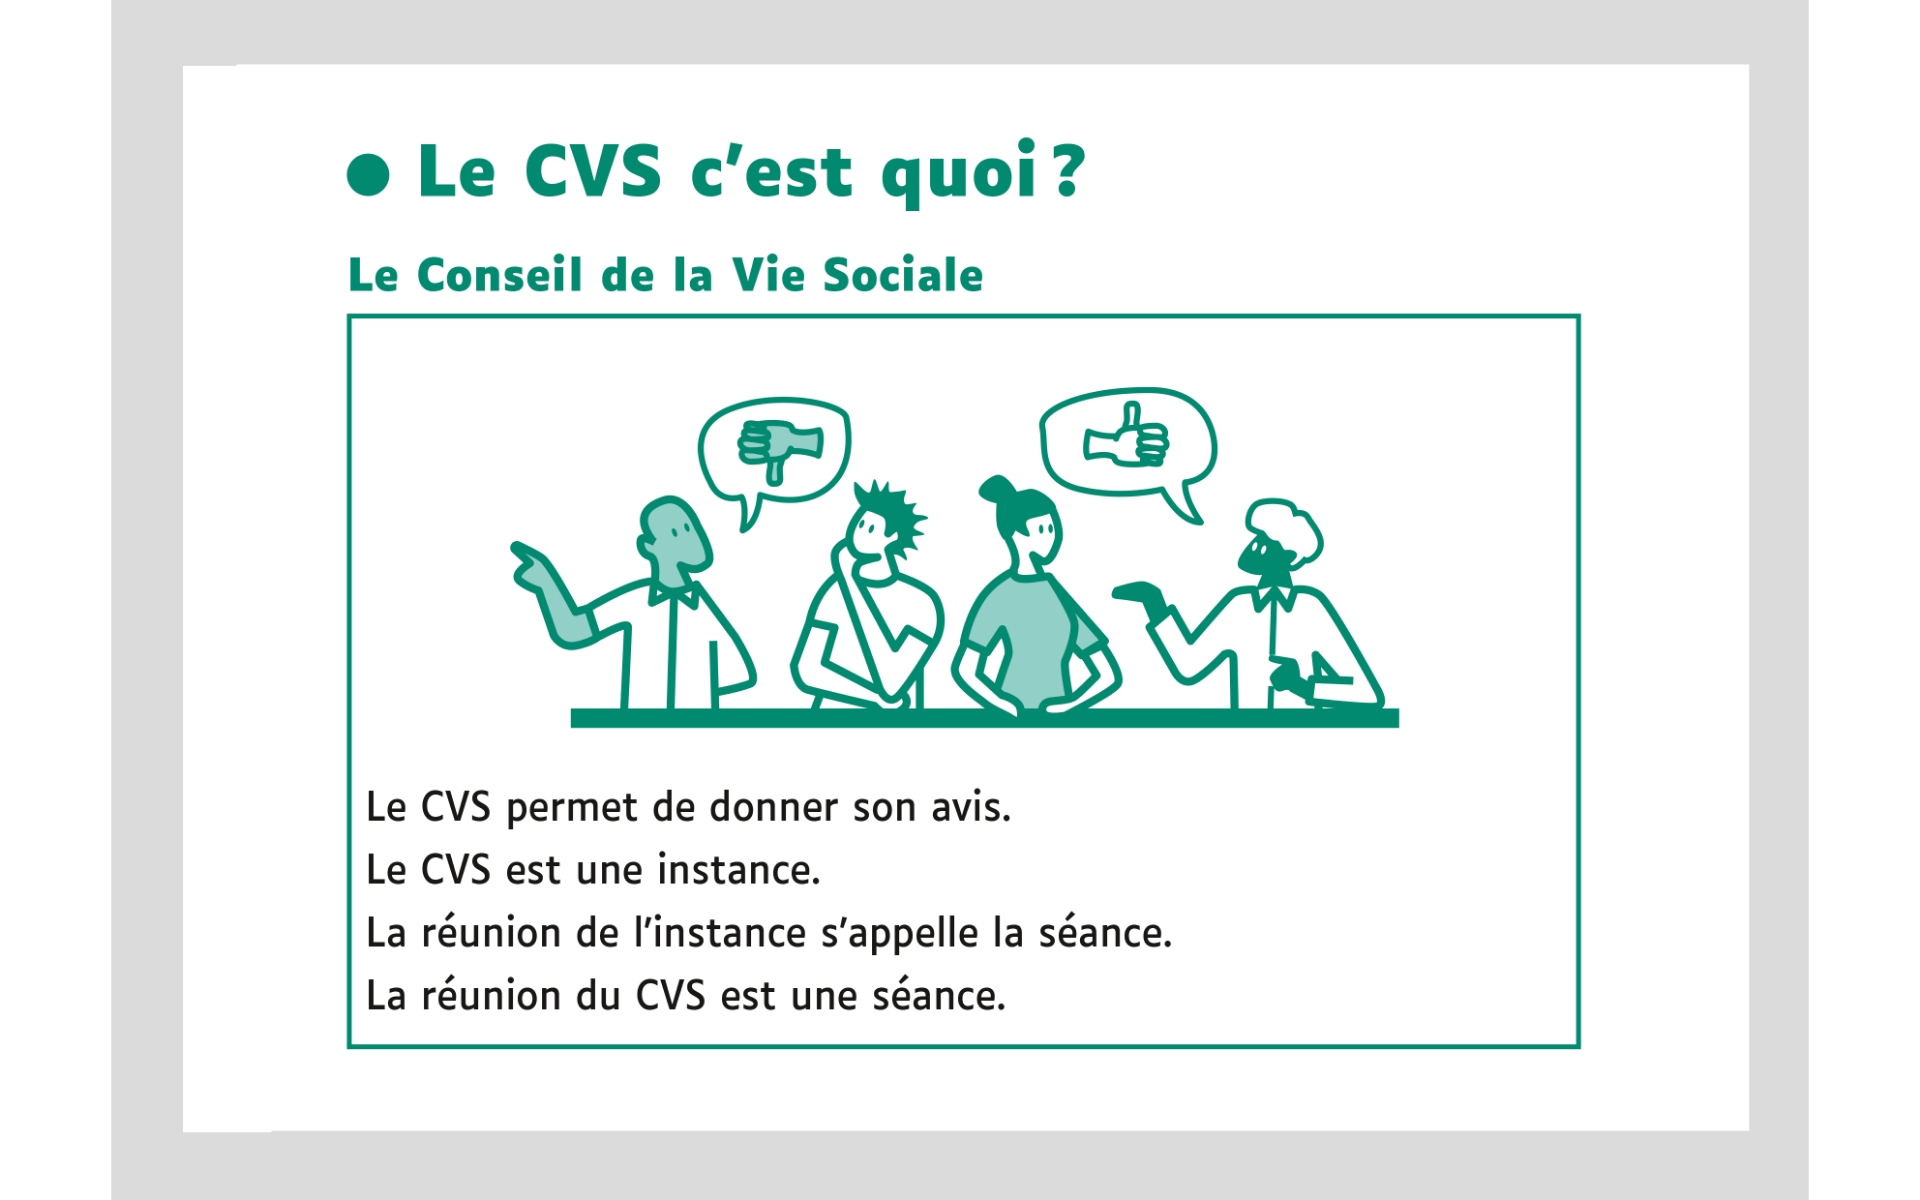 ● Le CVS c’est quoi ?
Le Conseil de la Vie Sociale
Le CVS permet de donner son avis.
Le CVS est une instance.
La réunion de l’instance s’appelle la séance.
La réunion du CVS est une séance.